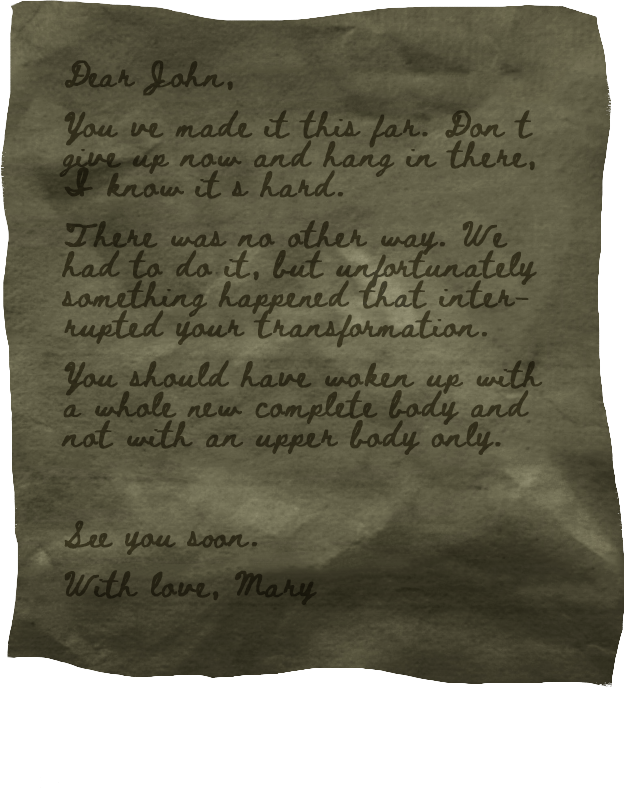 Dear John,
You ve made it this far. Don t
give up now and hang in there,
I know it s hard.
There was no other way. We
had to do it, but unfortunately
something happened that inter-
rupted your transformation.
You should have woken up with
a whole new complete body and
not with an upper body only.
See you soon.
With love, Mary